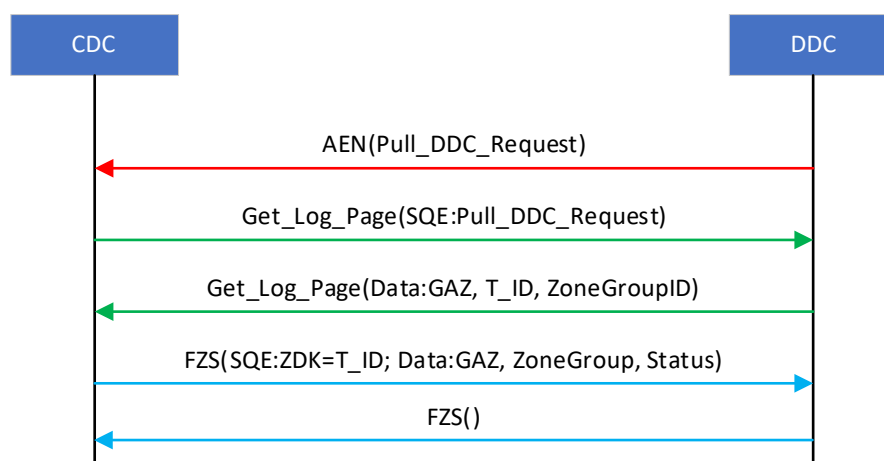 CDC
DDC
AEN(Pull_DDC_Request)
Get_Log_Page(SQE:Pull_DDC_Request)
Get_Log_Page(Data:GAZ, T_ID, ZoneGroupID)
FZS(SQE:ZDK=T_ID; Data:GAZ, ZoneGroup, Status)
FZS()